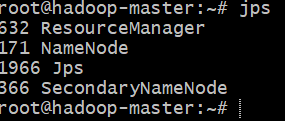 root@hadoop-master:~# jps
632 ResourceManager
171 NameNode
1966 Jps
366 SecondaryNameNode
root@hadoop-master:~#